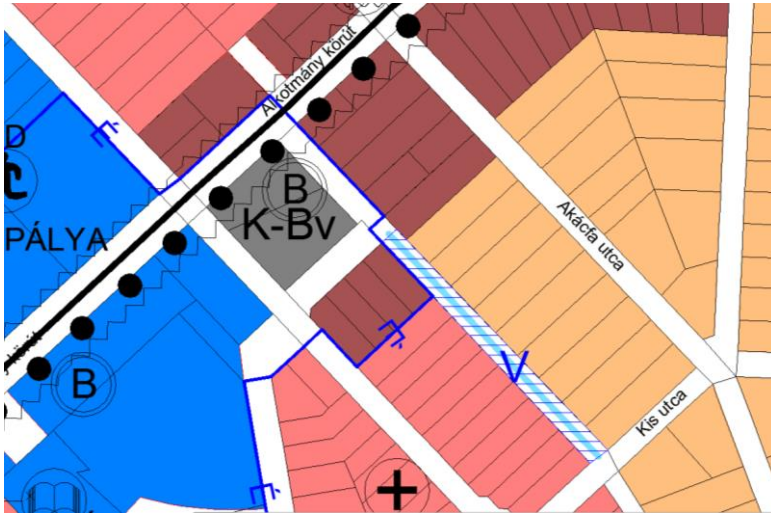 Alkotmány körút
D
B
K-Bv
PÁLYA
Akácfa utca
B
V
Kis utca